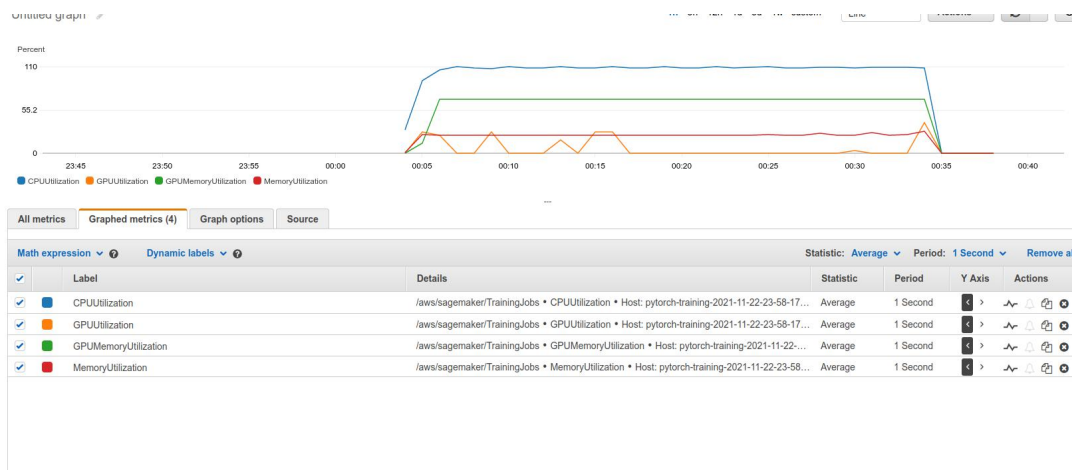 Untitled graph
Percent
110
55.2
0
23:45 23:50 23:55 00:00 00:05 00:10 00:15 00:20 00:25 00:30 00:35 00:40
CPUUtilization GPUUtilization GPUMemoryUtilization MemoryUtilization
All metrics Graphed metrics (4) Graph options Source
Math expression Dynamic labels Statistic: Average Period: 1 Second Remove al
Label Details Statistic Period Y Axis Actions
CPUUtilization /aws/sagemaker/TrainingJobs • CPUUtilization • Host: pytorch-training-2021-11-22-23-58-17... Average 1 Second < >
GPUUtilization /aws/sagemaker/TrainingJobs • GPUUtilization • Host: pytorch-training-2021-11-22-23-58-17... Average 1 Second < >
GPUMemoryUtilization /aws/sagemaker/TrainingJobs • GPUMemoryUtilization • Host: pytorch-training-2021-11-22-... Average 1 Second < >
MemoryUtilization /aws/sagemaker/TrainingJobs • MemoryUtilization • Host: pytorch-training-2021-11-22-23-58... Average 1 Second < >